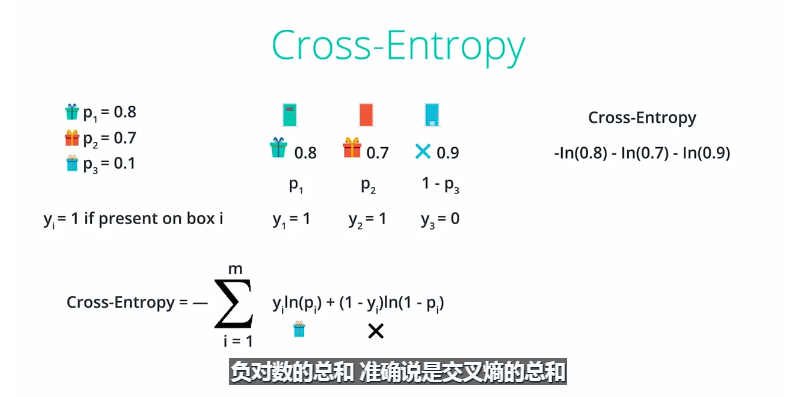 Cross-Entropy
p₁ = 0.8
p₂ = 0.7
p₃ = 0.1
0.8 0.7 0.9
p₁ p₂ 1 - p₃
yᵢ = 1 if present on box i
y₁ = 1 y₂ = 1 y₃ = 0
Cross-Entropy
-ln(0.8) - ln(0.7) - ln(0.9)
m
Cross-Entropy = — ∑ yᵢln(pᵢ) + (1 - yᵢ)ln(1 - pᵢ)
i = 1
负对数的总和 准确说是交叉熵的总和